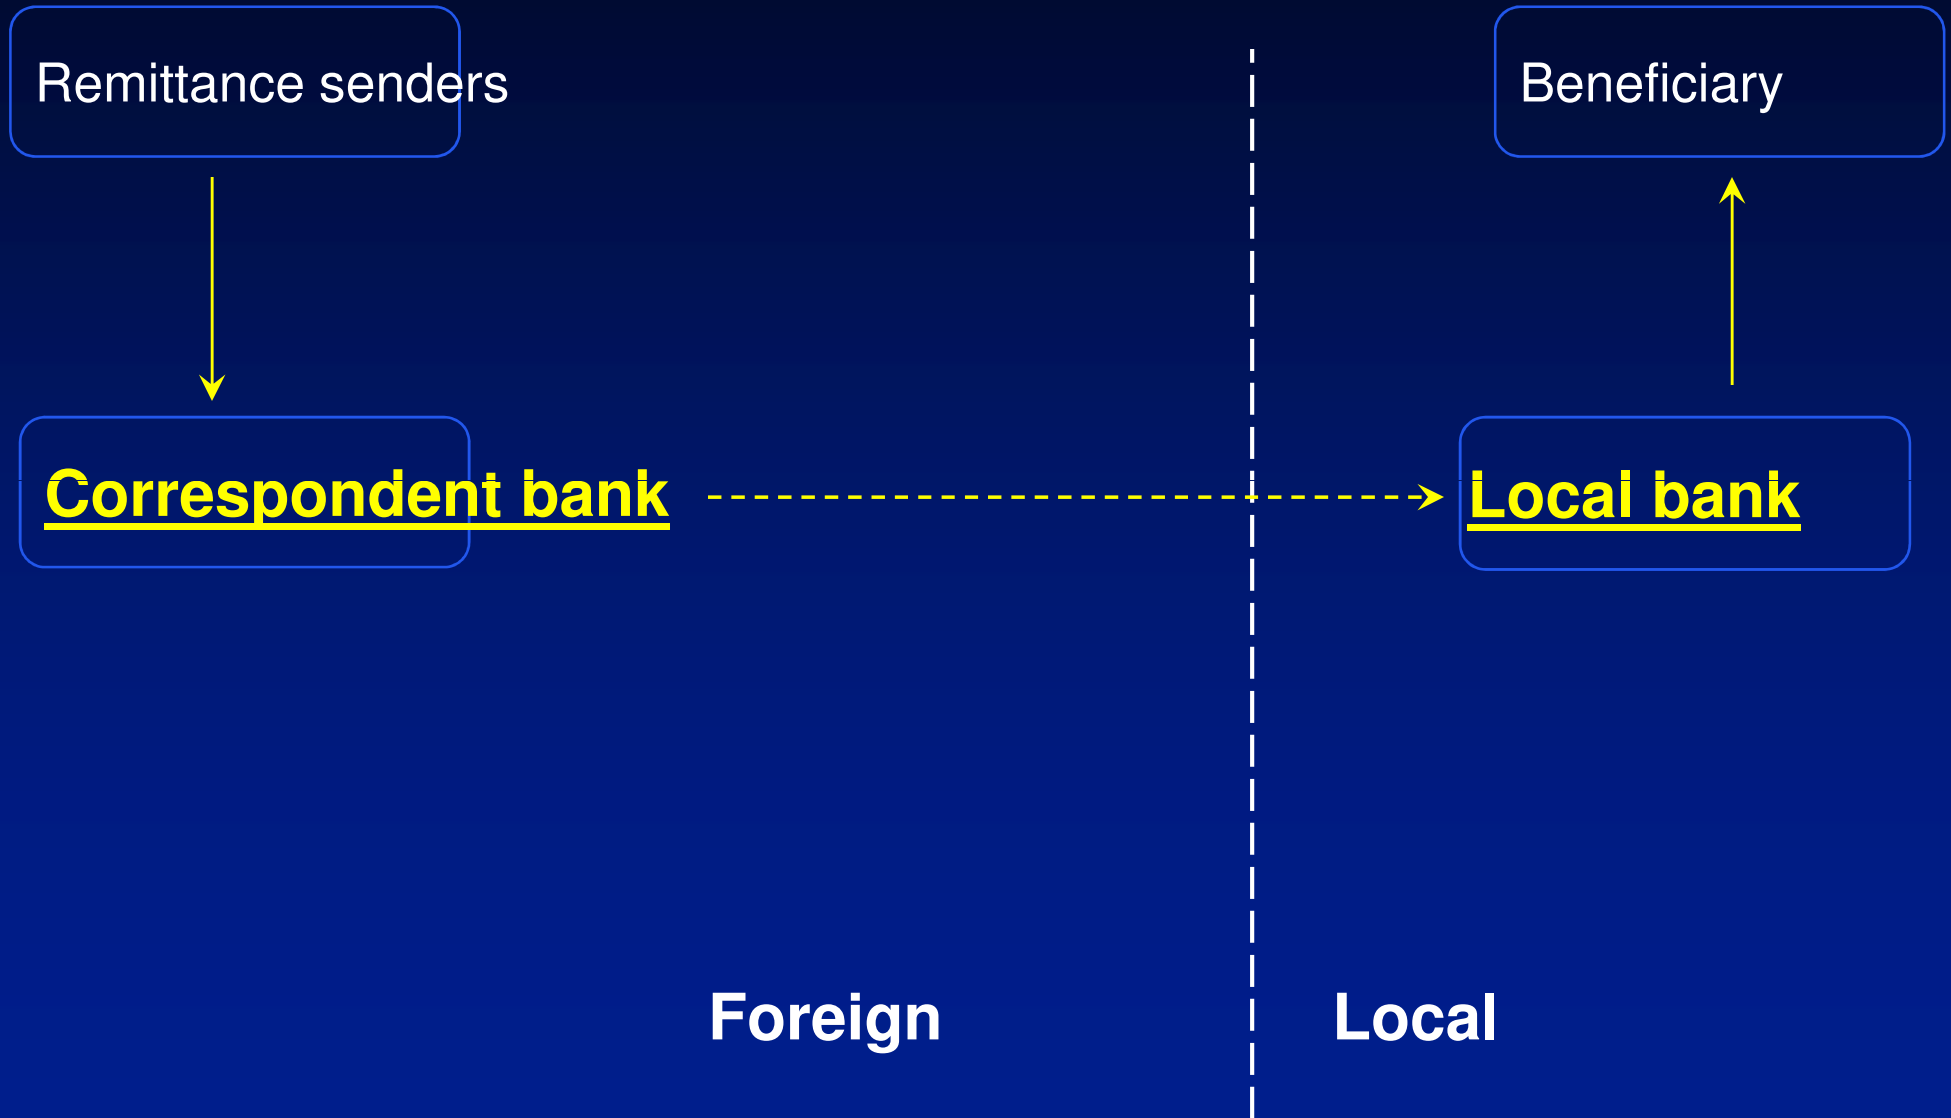 Remittance senders
Beneficiary
Correspondent bank
Local bank
Foreign
Local